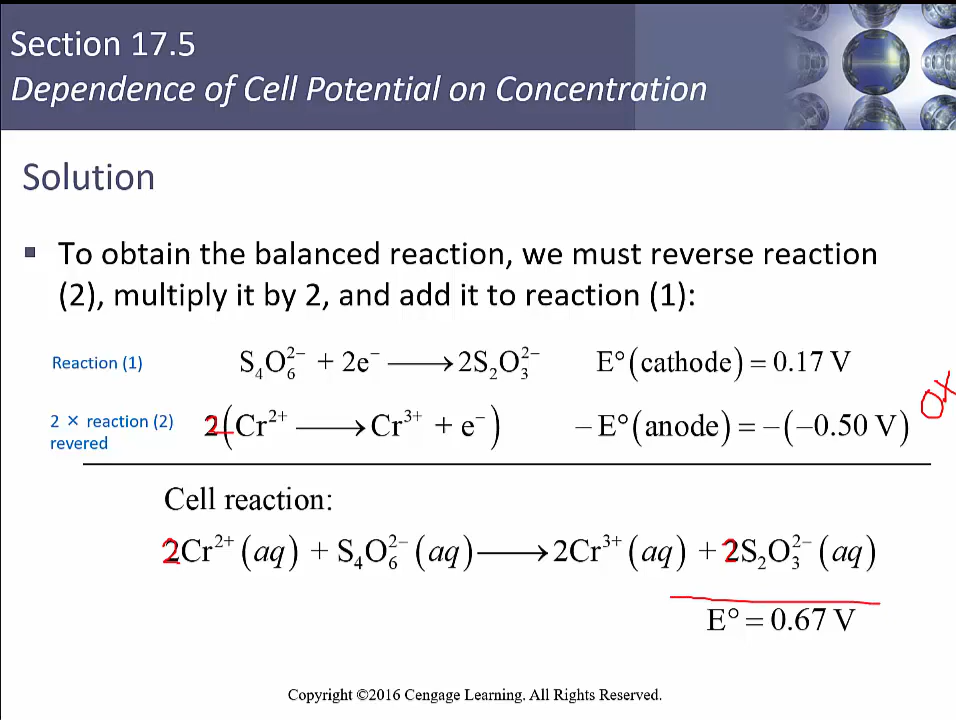 Section 17.5
Dependence of Cell Potential on Concentration
Solution
▪ To obtain the balanced reaction, we must reverse reaction
(2), multiply it by 2, and add it to reaction (1):
Reaction (1) S₄O₆²⁻ + 2e⁻ ⟶ 2S₂O₃²⁻ E°(cathode) = 0.17 V
2 × reaction (2)
revered
2(Cr²⁺ ⟶ Cr³⁺ + e⁻) −E°(anode) = −(−0.50 V) ox
Cell reaction:
2Cr²⁺(aq) + S₄O₆²⁻(aq) ⟶ 2Cr³⁺(aq) + 2S₂O₃²⁻(aq)
E° = 0.67 V
Copyright ©2016 Cengage Learning. All Rights Reserved.